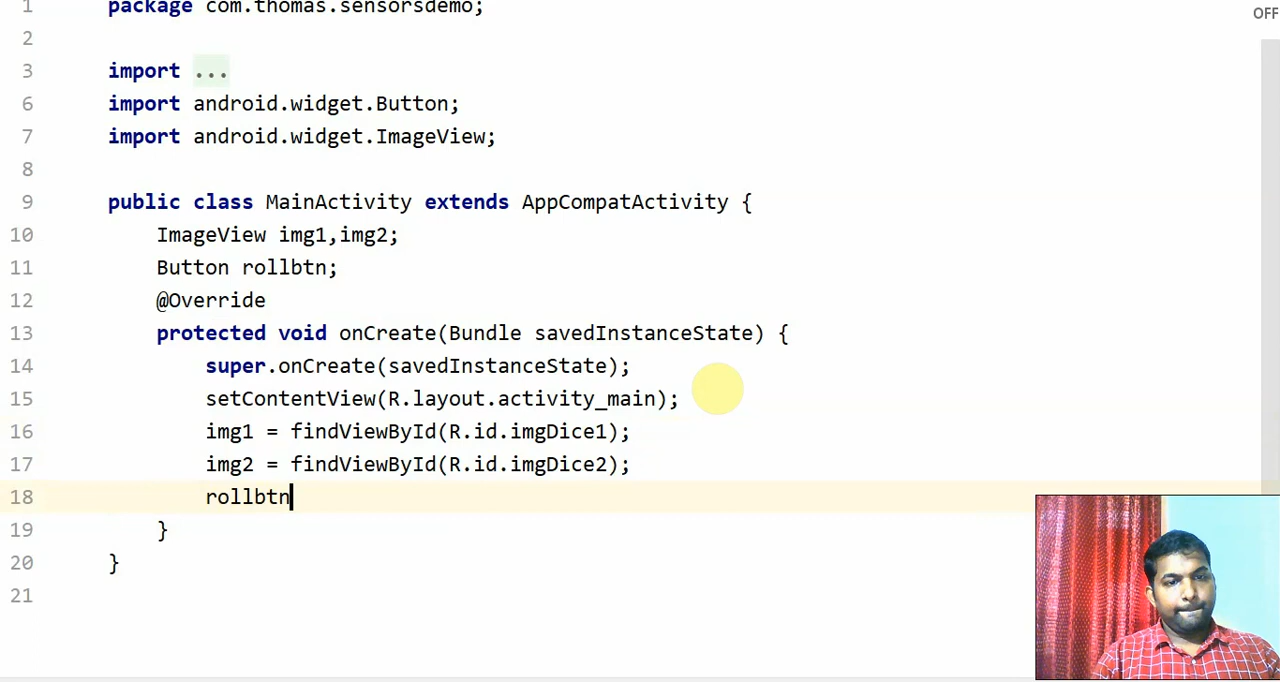 1 package com.thomas.sensorsdemo;
OFF
2
3 import ...
6 import android.widget.Button;
7 import android.widget.ImageView;
8
9 public class MainActivity extends AppCompatActivity {
10 ImageView img1,img2;
11 Button rollbtn;
12 @Override
13 protected void onCreate(Bundle savedInstanceState) {
14 super.onCreate(savedInstanceState);
15 setContentView(R.layout.activity_main);
16 img1 = findViewById(R.id.imgDice1);
17 img2 = findViewById(R.id.imgDice2);
18 rollbtn
19 }
20 }
21